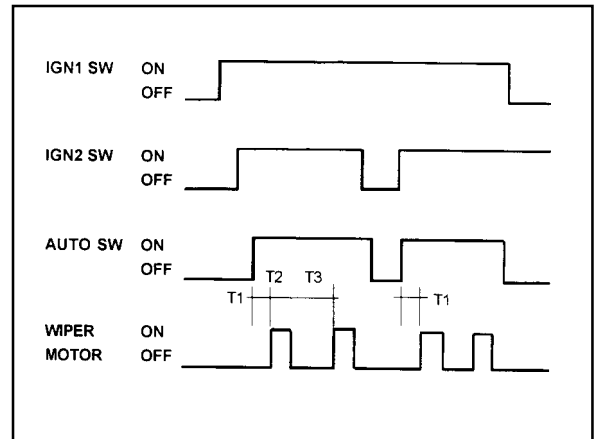 IGN1 SW ON
OFF
IGN2 SW ON
OFF
AUTO SW ON
OFF
T2 T3
T1 T1
WIPER ON
MOTOR OFF